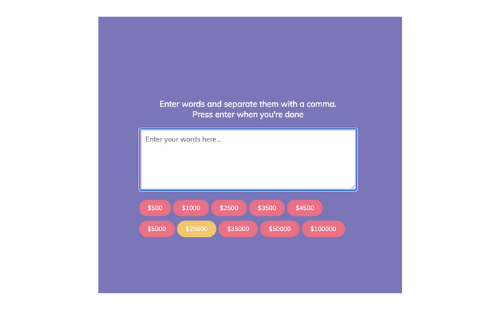 Enter words and separate them with a comma.
Press enter when you're done
Enter your words here...
$500 $1000 $2500 $3500 $4500
$5000 $25000 $35000 $50000 $100000